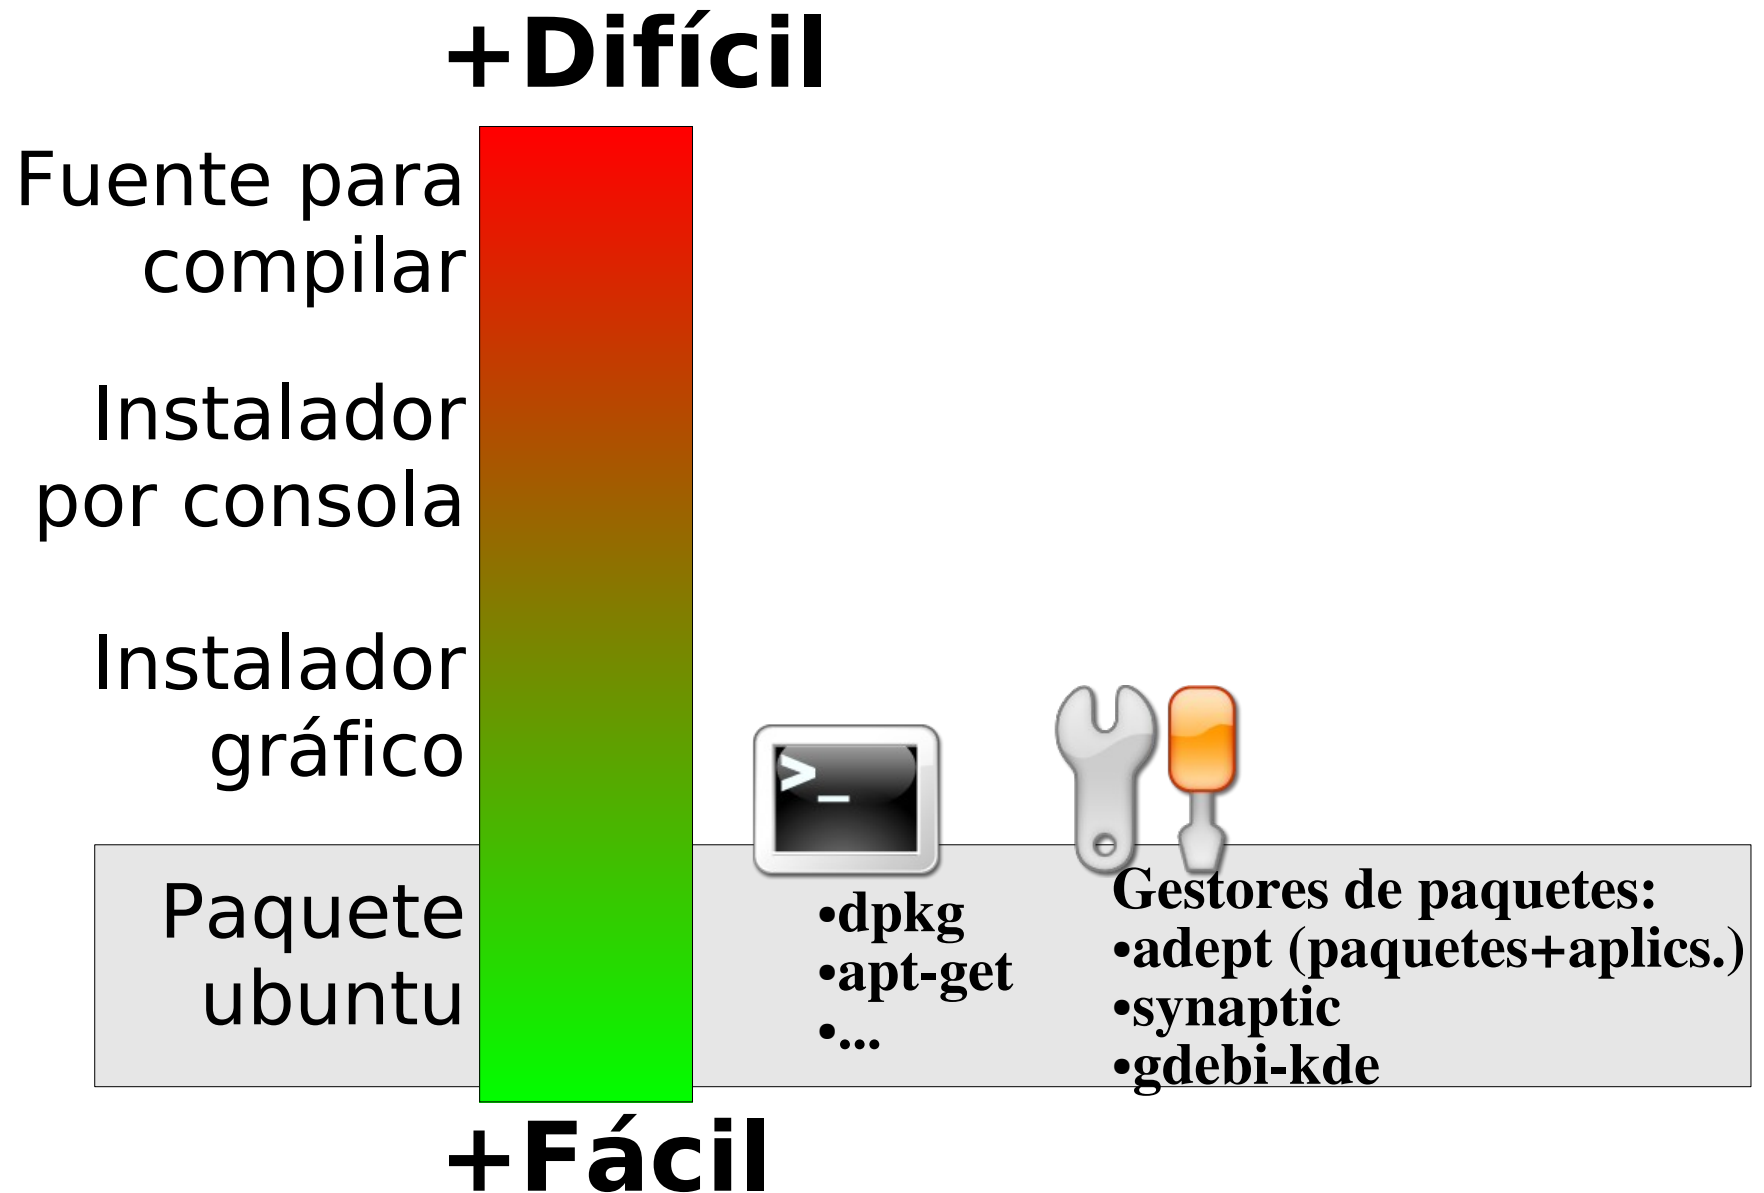 +Difícil
Fuente para
compilar
Instalador
por consola
Instalador
gráfico
>_
Paquete
ubuntu
•dpkg
•apt-get
•...
Gestores de paquetes:
•adept (paquetes+aplics.)
•synaptic
•gdebi-kde
+Fácil